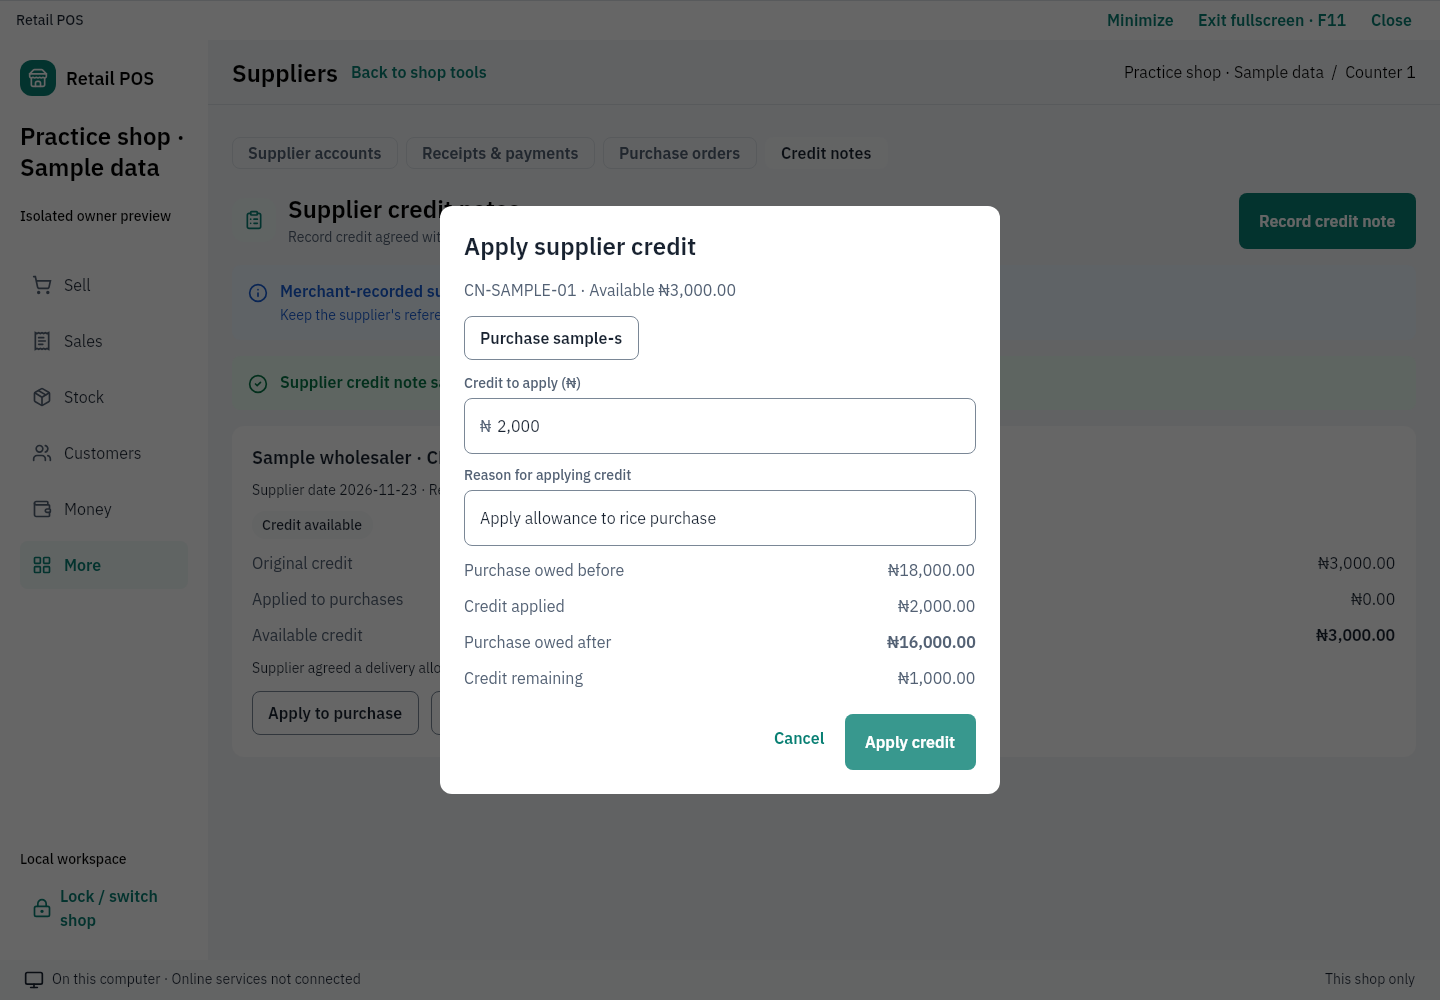 Retail POS
Minimize
Exit fullscreen · F11
Close
Retail POS
Suppliers
Back to shop tools
Practice shop · Sample data / Counter 1
Practice shop ·
Sample data
Isolated owner preview
Supplier accounts
Receipts & payments
Purchase orders
Credit notes
Supplier credit notes
Record credit agreed wit
Record credit note
Merchant-recorded su
Keep the supplier's refere
Supplier credit note sa
Sell
Sales
Stock
Customers
Money
More
Sample wholesaler · C
Supplier date 2026-11-23 · Re
Credit available
Original credit
₦3,000.00
Applied to purchases
₦0.00
Available credit
₦3,000.00
Supplier agreed a delivery allo
Apply to purchase
Apply supplier credit
CN-SAMPLE-01 · Available ₦3,000.00
Purchase sample-s
Credit to apply (₦)
₦ 2,000
Reason for applying credit
Apply allowance to rice purchase
Purchase owed before
₦18,000.00
Credit applied
₦2,000.00
Purchase owed after
₦16,000.00
Credit remaining
₦1,000.00
Cancel
Apply credit
Local workspace
Lock / switch
shop
On this computer · Online services not connected
This shop only